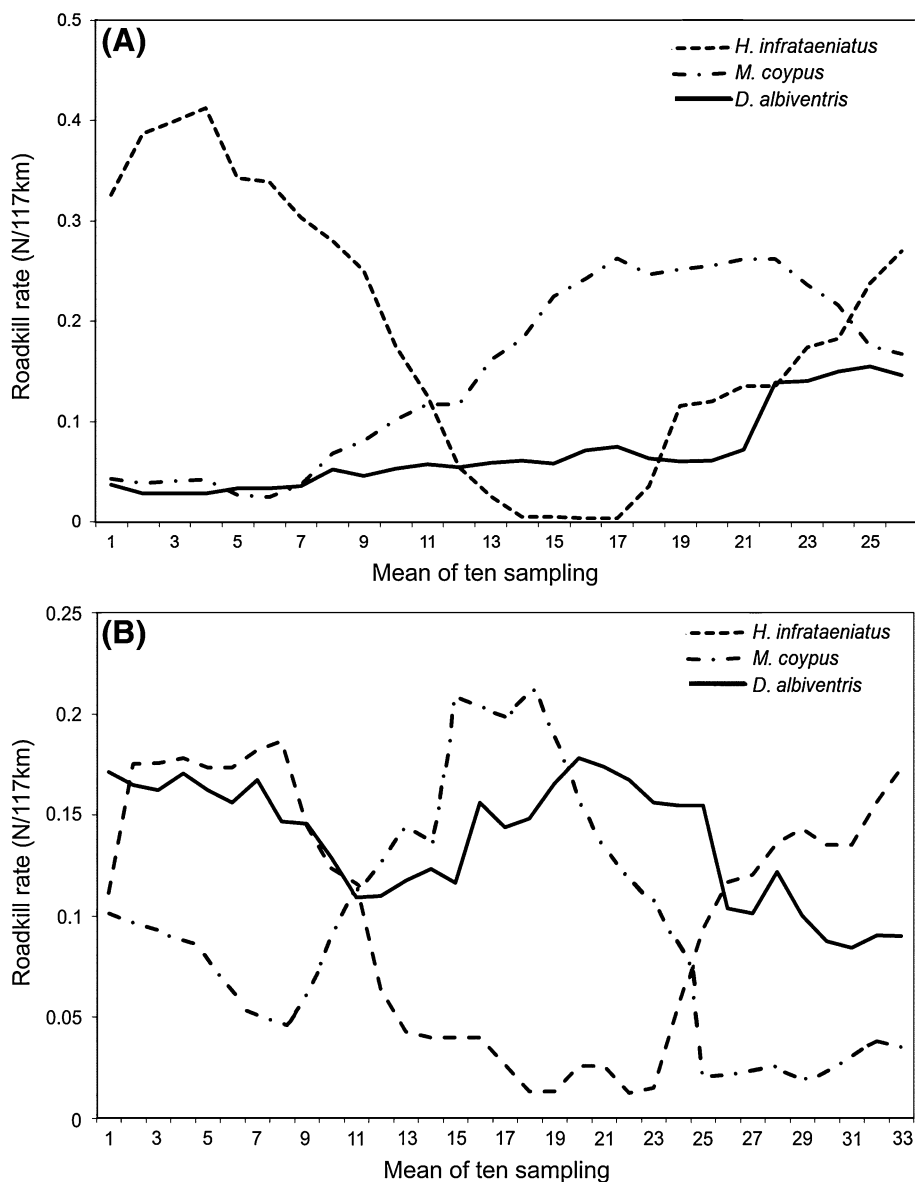 (A)
H. infrataeniatus
M. coypus
D. albiventris
0.5
0.4
0.3
0.2
0.1
0
Roadkill rate (N/117km)
1 3 5 7 9 11 13 15 17 19 21 23 25
Mean of ten sampling
(B)
H. infrataeniatus
M. coypus
D. albiventris
0.25
0.2
0.15
0.1
0.05
0
Roadkill rate (N/117km)
1 3 5 7 9 11 13 15 17 19 21 23 25 27 29 31 33
Mean of ten sampling